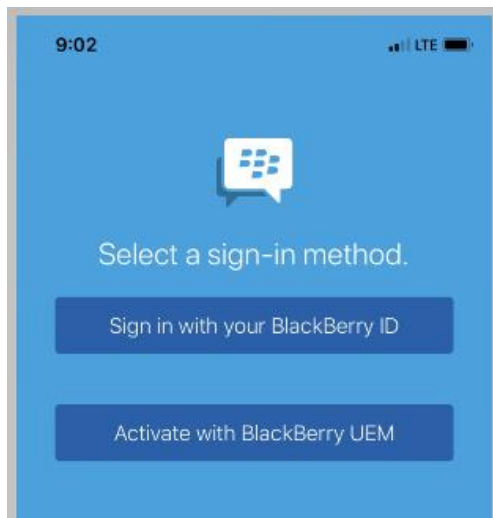 9:02 LTE
Select a sign-in method.
Sign in with your BlackBerry ID
Activate with BlackBerry UEM